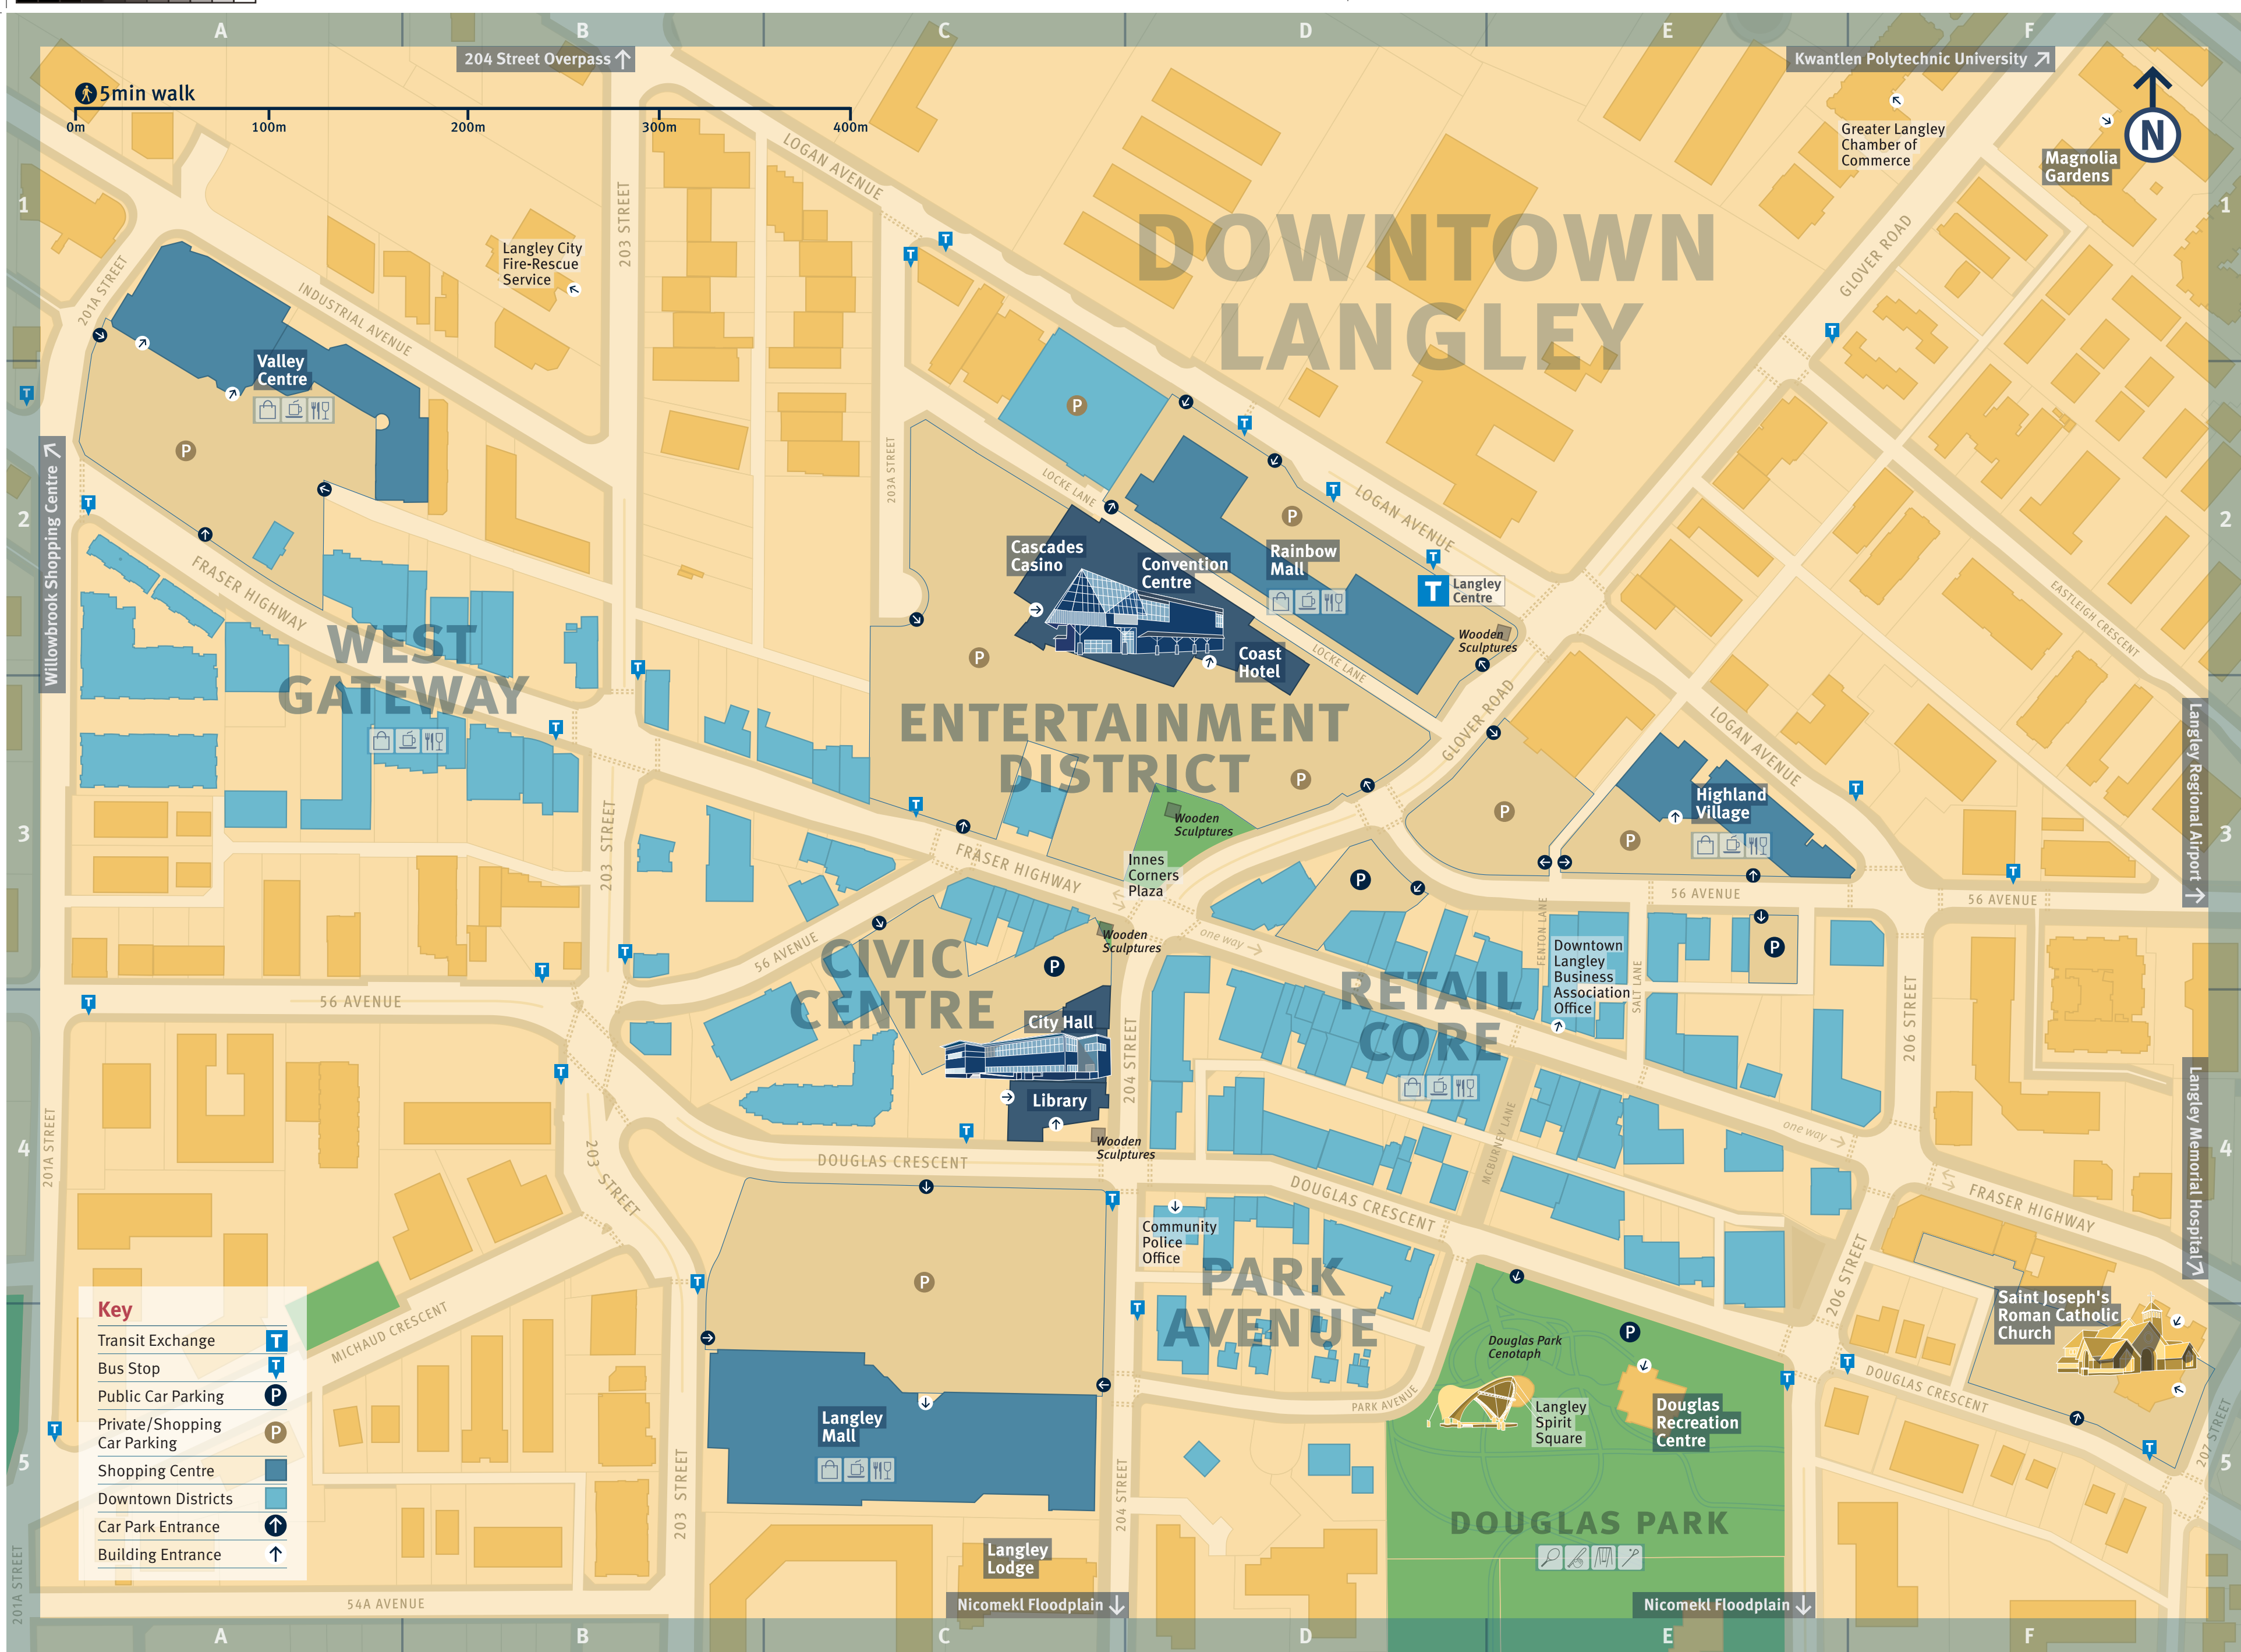 A
B
C
D
E
F
204 Street Overpass ↑
Kwantlen Polytechnic University ↗
5min walk
0m
100m
200m
300m
400m
N
Greater Langley
Chamber of
Commerce
Magnolia
Gardens
1
1
LOGAN AVENUE
203 STREET
DOWNTOWN
LANGLEY
GLOVER ROAD
Langley City
Fire-Rescue
Service
201A STREET
INDUSTRIAL AVENUE
T
T
T
Valley
Centre
T
P
P
T
203A STREET
LOCKE LANE
LOGAN AVENUE
Willowbrook Shopping Centre ↗
2
2
T
T
P
FRASER HIGHWAY
Cascades
Casino
Convention
Centre
Rainbow
Mall
T
T
Langley
Centre
EASTLEIGH CRESCENT
WEST
GATEWAY
P
Coast
Hotel
LOCKE LANE
Wooden
Sculptures
T
T
ENTERTAINMENT
DISTRICT
GLOVER ROAD
LOGAN AVENUE
Langley Regional Airport →
P
P
Highland
Village
T
T
Wooden
Sculptures
P
3
3
203 STREET
FRASER HIGHWAY
Innes
Corners
Plaza
P
T
56 AVENUE
56 AVENUE
56 AVENUE
CIVIC
CENTRE
P
Wooden
Sculptures
one way →
FENTON LANE
Downtown
Langley
Business
Association
Office
SALT LANE
P
T
T
T
56 AVENUE
RETAIL
CORE
City Hall
204 STREET
206 STREET
T
Library
T
Wooden
Sculptures
MCBURNEY LANE
one way →
201A STREET
4
4
203 STREET
DOUGLAS CRESCENT
DOUGLAS CRESCENT
FRASER HIGHWAY
Langley Memorial Hospital ↗
T
Community
Police
Office
T
P
PARK
AVENUE
T
206 STREET
Saint Joseph's
Roman Catholic
Church
MICHAUD CRESCENT
P
Douglas Park
Cenotaph
T
T
DOUGLAS CRESCENT
PARK AVENUE
Langley
Spirit
Square
Douglas
Recreation
Centre
Langley
Mall
T
207 STREET
T
5
5
203 STREET
204 STREET
DOUGLAS PARK
Key
Transit Exchange T
Bus Stop T
Public Car Parking P
Private/Shopping
Car Parking P
Shopping Centre
Downtown Districts
Car Park Entrance ↑
Building Entrance ↑
Langley
Lodge
201A STREET
54A AVENUE
Nicomekl Floodplain ↓
Nicomekl Floodplain ↓
A
B
C
D
E
F